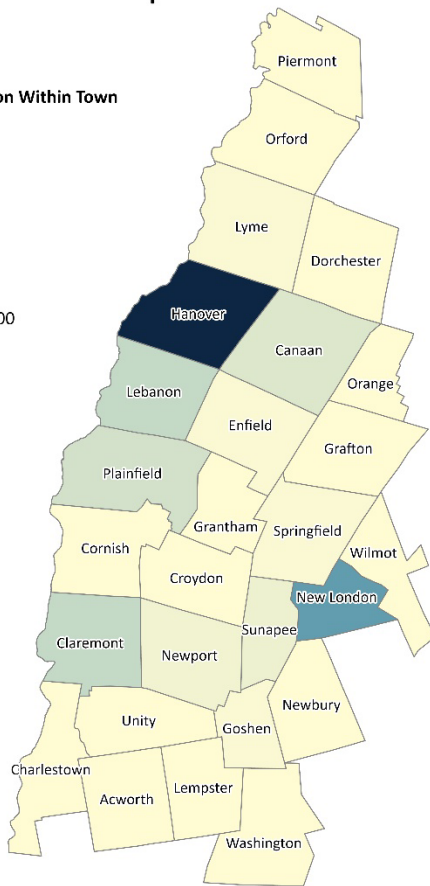 on Within Town
00
Piermont
Orford
Lyme
Dorchester
Hanover
Canaan
Orange
Lebanon
Enfield
Grafton
Plainfield
Grantham
Springfield
Wilmot
Cornish
Croydon
New London
Sunapee
Claremont
Newport
Newbury
Unity
Goshen
Charlestown
Lempster
Acworth
Washington